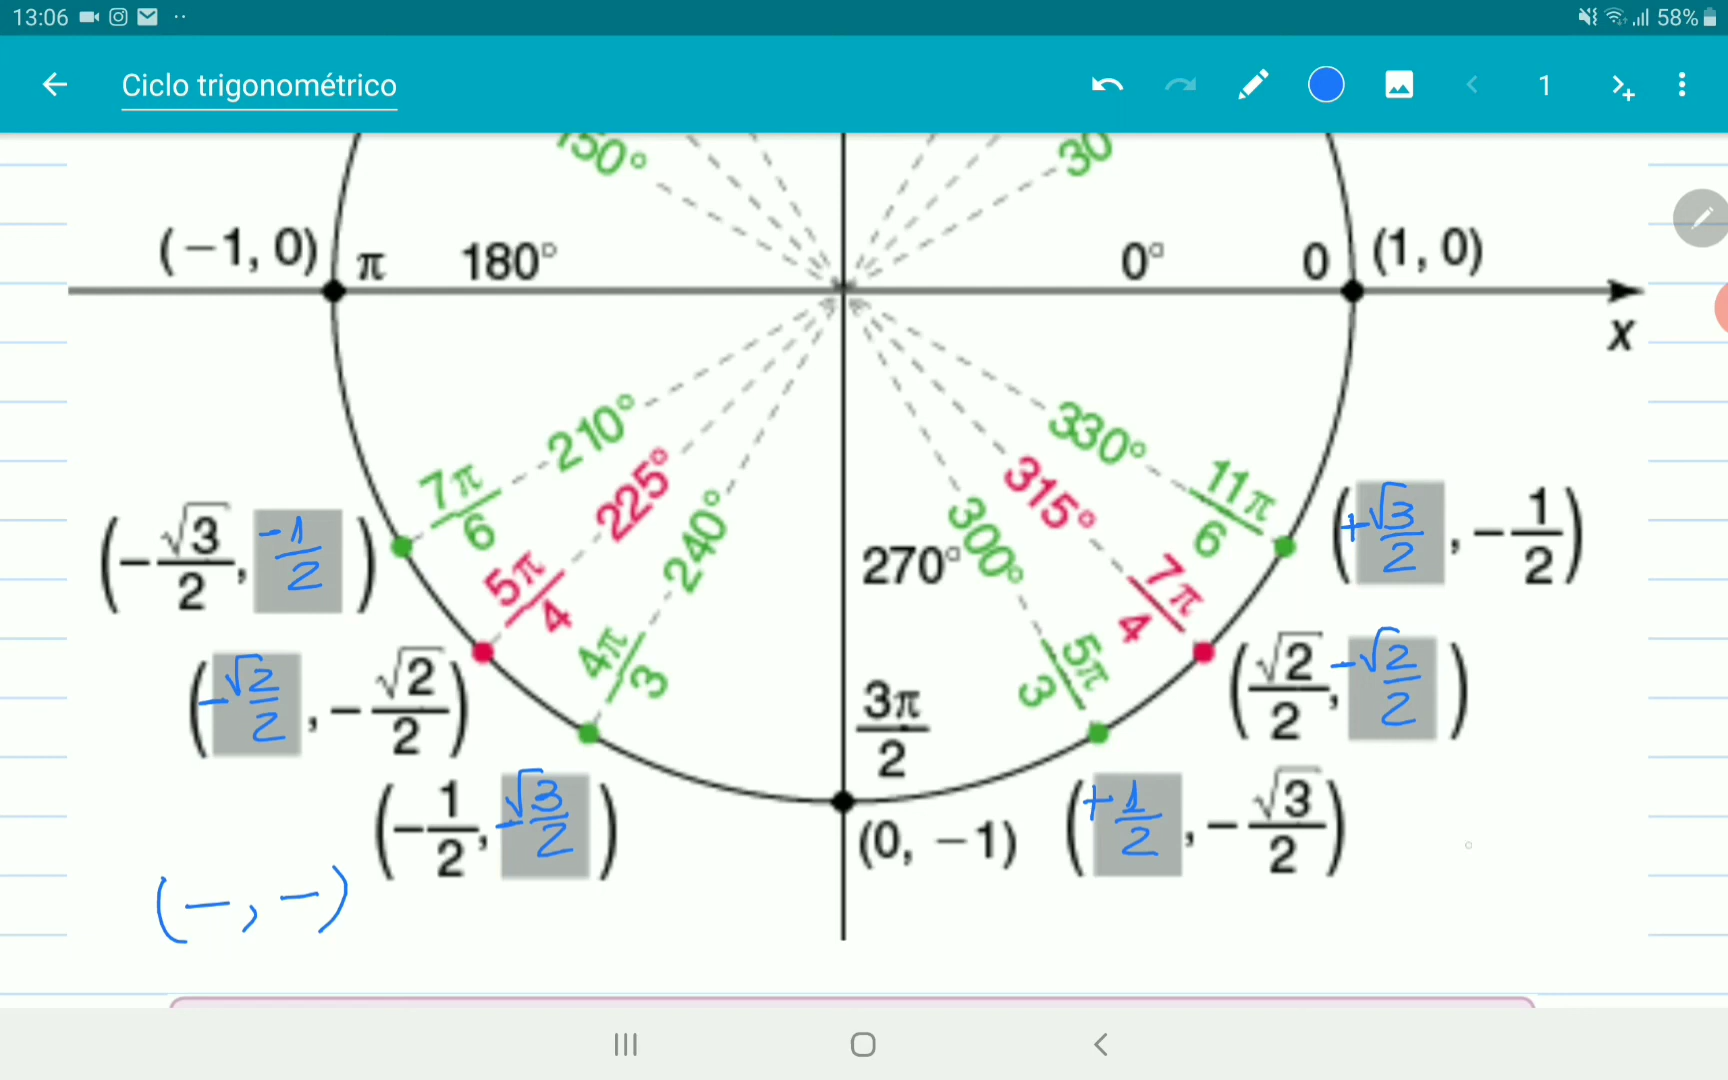 13:06 58%
Ciclo trigonométrico 1
150° 30
(−1, 0) π 180° 0° 0 (1, 0)
x
210° 330°
7π/6 225° 315° 11π/6
(−√3/2, −1/2) 240° 270° 300° (+√3/2, −1/2)
5π/4 7π/4
4π/3 3π/2 5π/3
(−√2/2, −√2/2) (√2/2, −√2/2)
(−1/2, −√3/2) (0, −1) (+1/2, −√3/2)
(−, −)